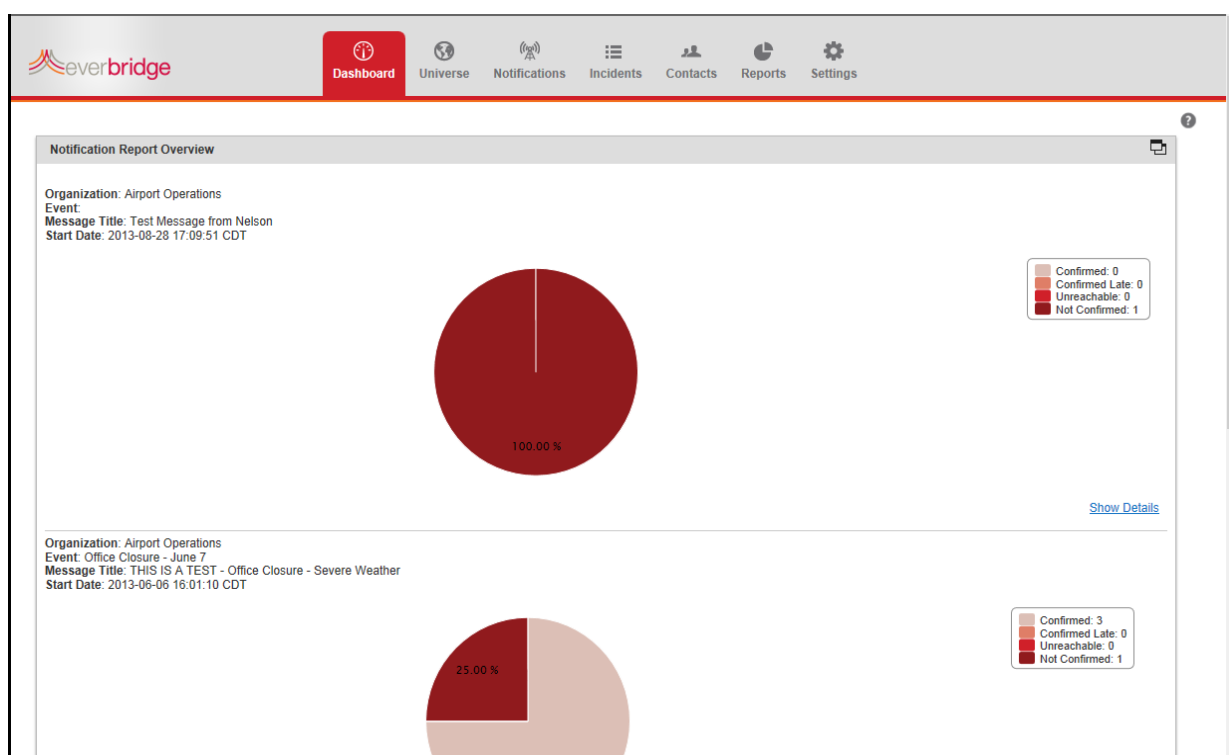 everbridge
Dashboard Universe Notifications Incidents Contacts Reports Settings
?
Notification Report Overview
Organization: Airport Operations
Event:
Message Title: Test Message from Nelson
Start Date: 2013-08-28 17:09:51 CDT
Confirmed: 0
Confirmed Late: 0
Unreachable: 0
Not Confirmed: 1
100.00 %
Show Details
Organization: Airport Operations
Event: Office Closure - June 7
Message Title: THIS IS A TEST - Office Closure - Severe Weather
Start Date: 2013-06-06 16:01:10 CDT
Confirmed: 3
Confirmed Late: 0
Unreachable: 0
Not Confirmed: 1
25.00 %